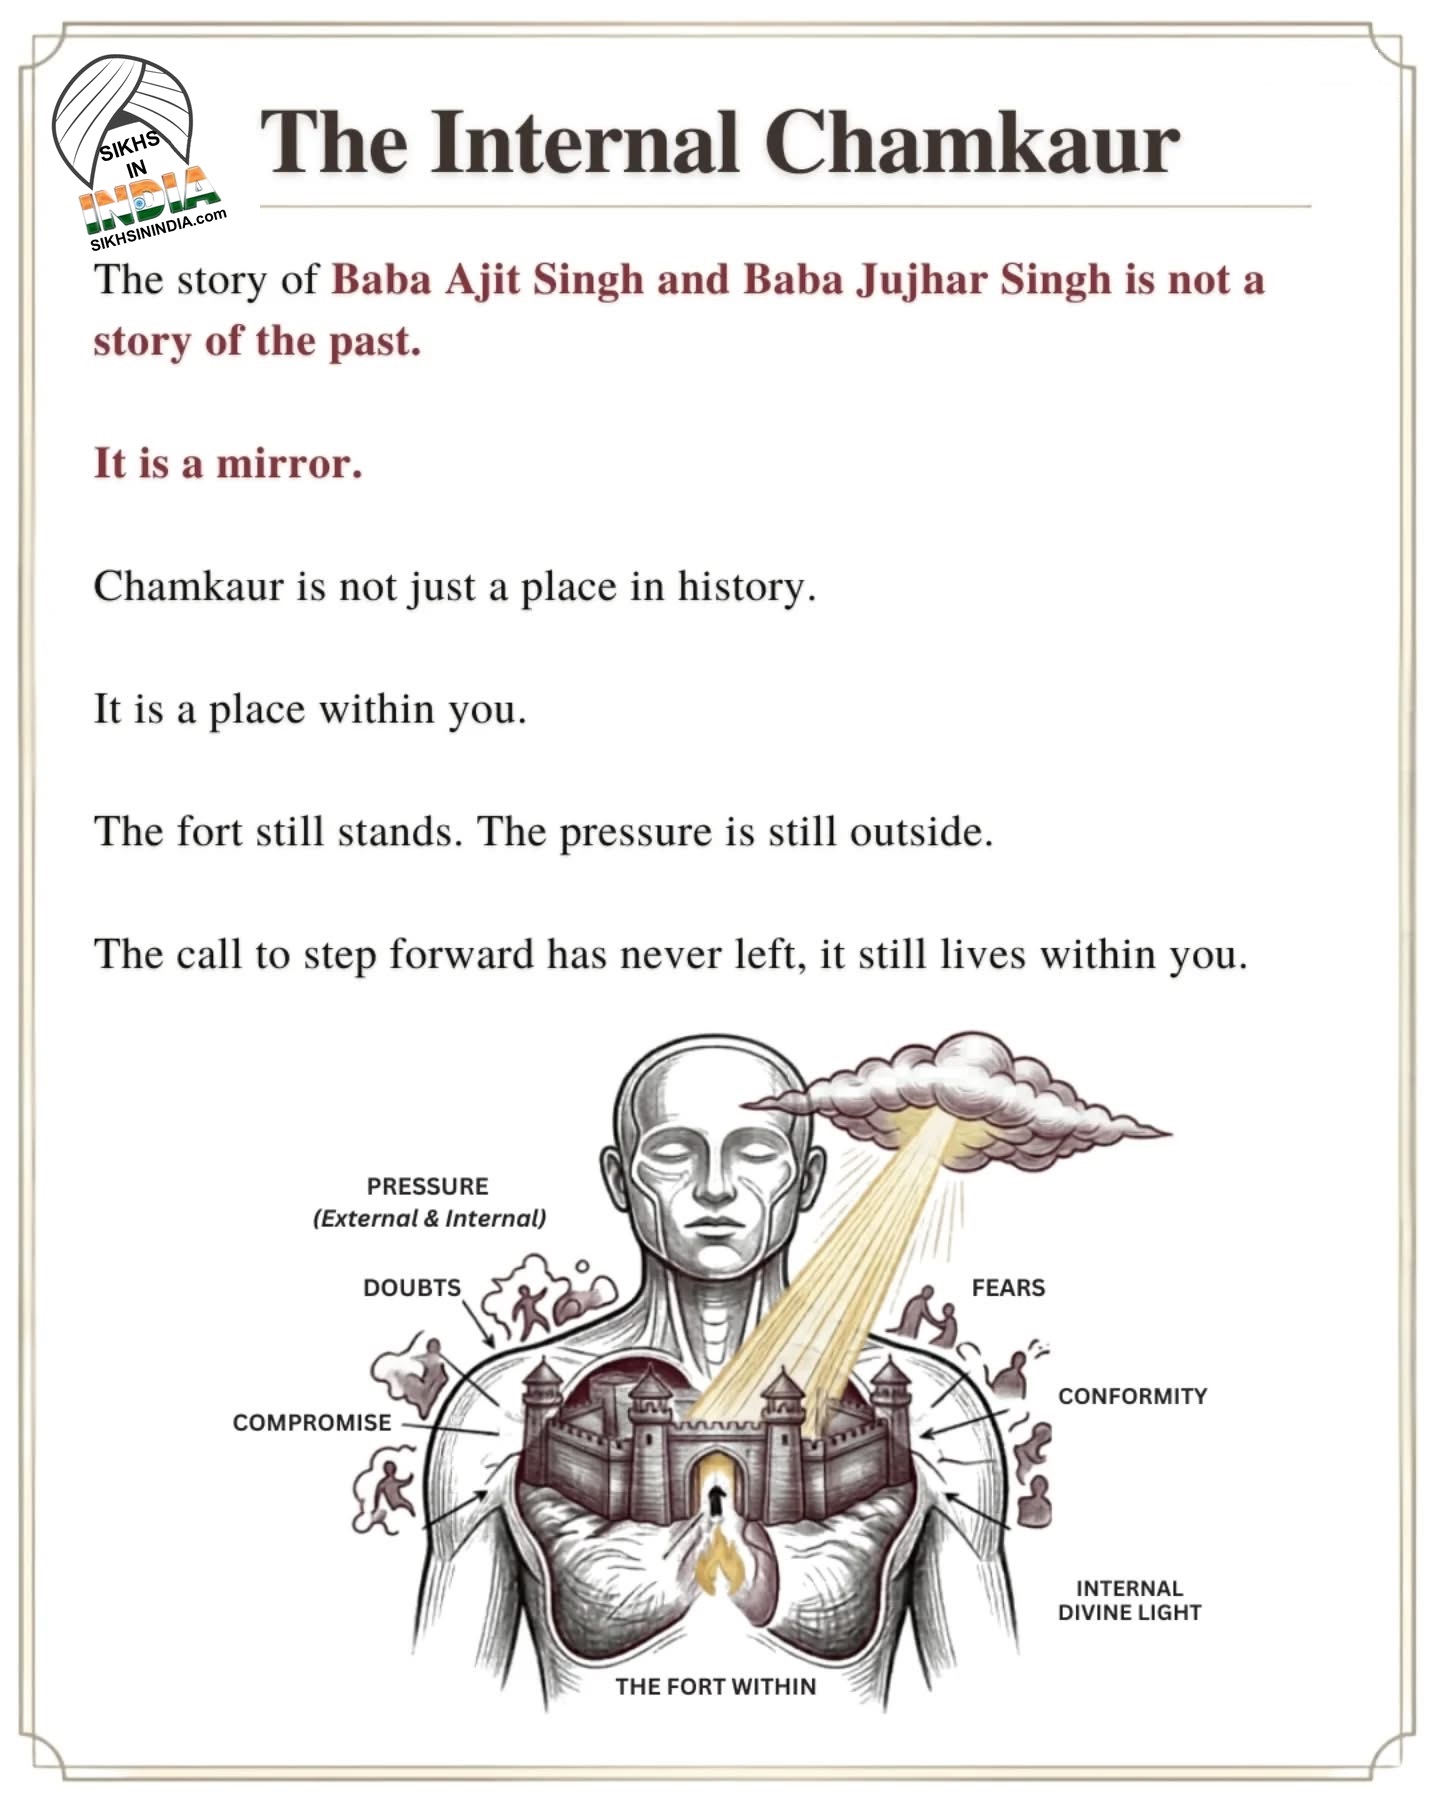 SIKHS
IN
INDIA
SIKHSININDIA.com
The Internal Chamkaur
The story of Baba Ajit Singh and Baba Jujhar Singh is not a
story of the past.
It is a mirror.
Chamkaur is not just a place in history.
It is a place within you.
The fort still stands. The pressure is still outside.
The call to step forward has never left, it still lives within you.
PRESSURE
(External & Internal)
DOUBTS
FEARS
CONFORMITY
COMPROMISE
INTERNAL
DIVINE LIGHT
THE FORT WITHIN